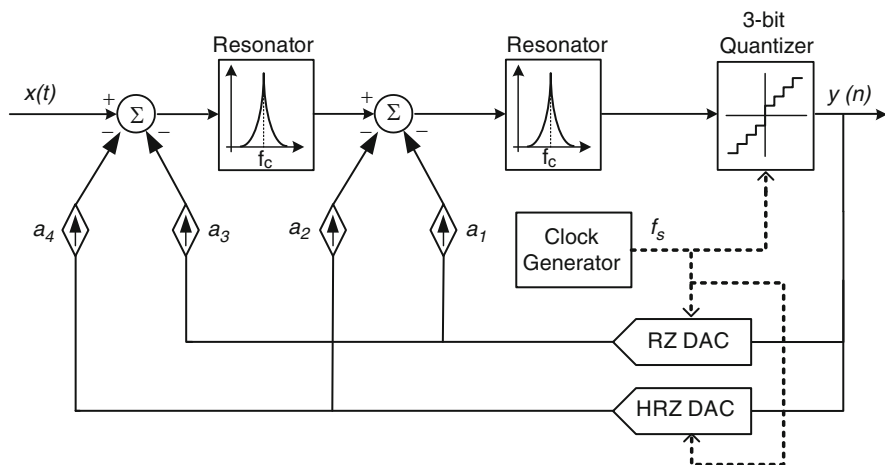 3-bit
Quantizer
Resonator
Resonator
x(t)
+
Σ
−
−
f_c
+
Σ
−
−
f_c
y (n)
a_4
a_3
a_2
a_1
Clock
Generator
f_s
RZ DAC
HRZ DAC